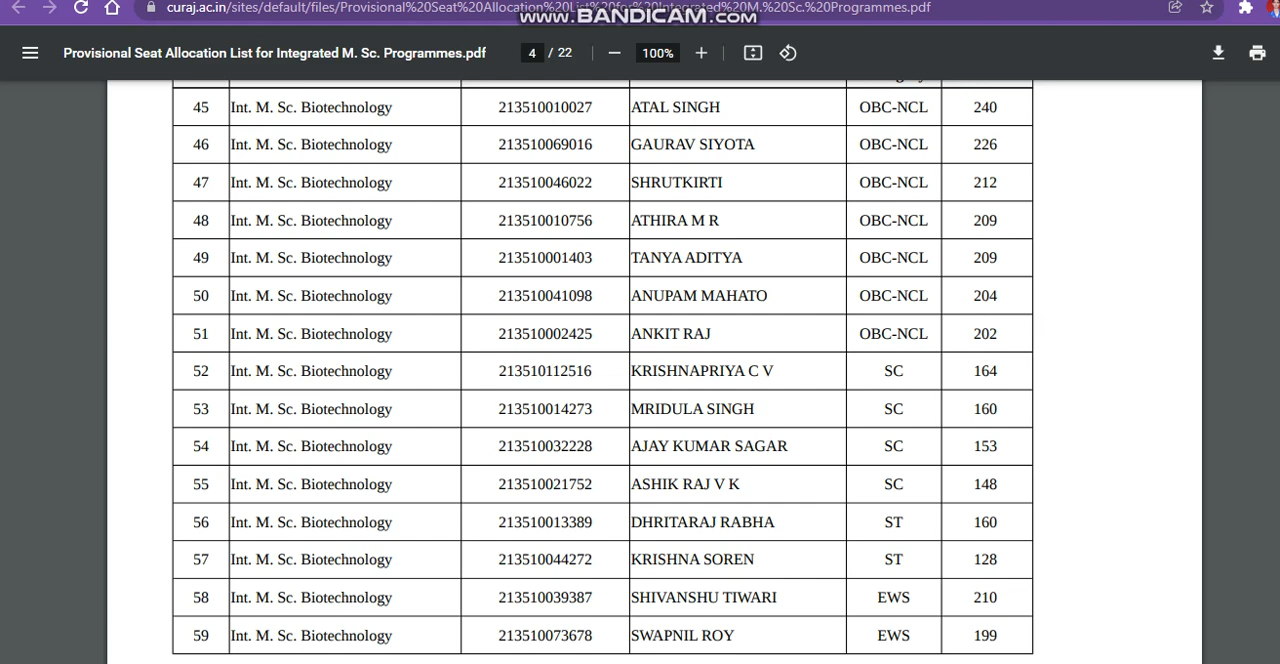 curaj.ac.in/sites/default/files/Provisional%20Seat%20Allocation%20List%20for%20Integrated%20M.%20Sc.%20Programmes.pdf
www.BANDICAM.com
Provisional Seat Allocation List for Integrated M. Sc. Programmes.pdf 4 / 22 — 100% +
45 Int. M. Sc. Biotechnology 213510010027 ATAL SINGH OBC-NCL 240
46 Int. M. Sc. Biotechnology 213510069016 GAURAV SIYOTA OBC-NCL 226
47 Int. M. Sc. Biotechnology 213510046022 SHRUTKIRTI OBC-NCL 212
48 Int. M. Sc. Biotechnology 213510010756 ATHIRA M R OBC-NCL 209
49 Int. M. Sc. Biotechnology 213510001403 TANYA ADITYA OBC-NCL 209
50 Int. M. Sc. Biotechnology 213510041098 ANUPAM MAHATO OBC-NCL 204
51 Int. M. Sc. Biotechnology 213510002425 ANKIT RAJ OBC-NCL 202
52 Int. M. Sc. Biotechnology 213510112516 KRISHNAPRIYA C V SC 164
53 Int. M. Sc. Biotechnology 213510014273 MRIDULA SINGH SC 160
54 Int. M. Sc. Biotechnology 213510032228 AJAY KUMAR SAGAR SC 153
55 Int. M. Sc. Biotechnology 213510021752 ASHIK RAJ V K SC 148
56 Int. M. Sc. Biotechnology 213510013389 DHRITARAJ RABHA ST 160
57 Int. M. Sc. Biotechnology 213510044272 KRISHNA SOREN ST 128
58 Int. M. Sc. Biotechnology 213510039387 SHIVANSHU TIWARI EWS 210
59 Int. M. Sc. Biotechnology 213510073678 SWAPNIL ROY EWS 199